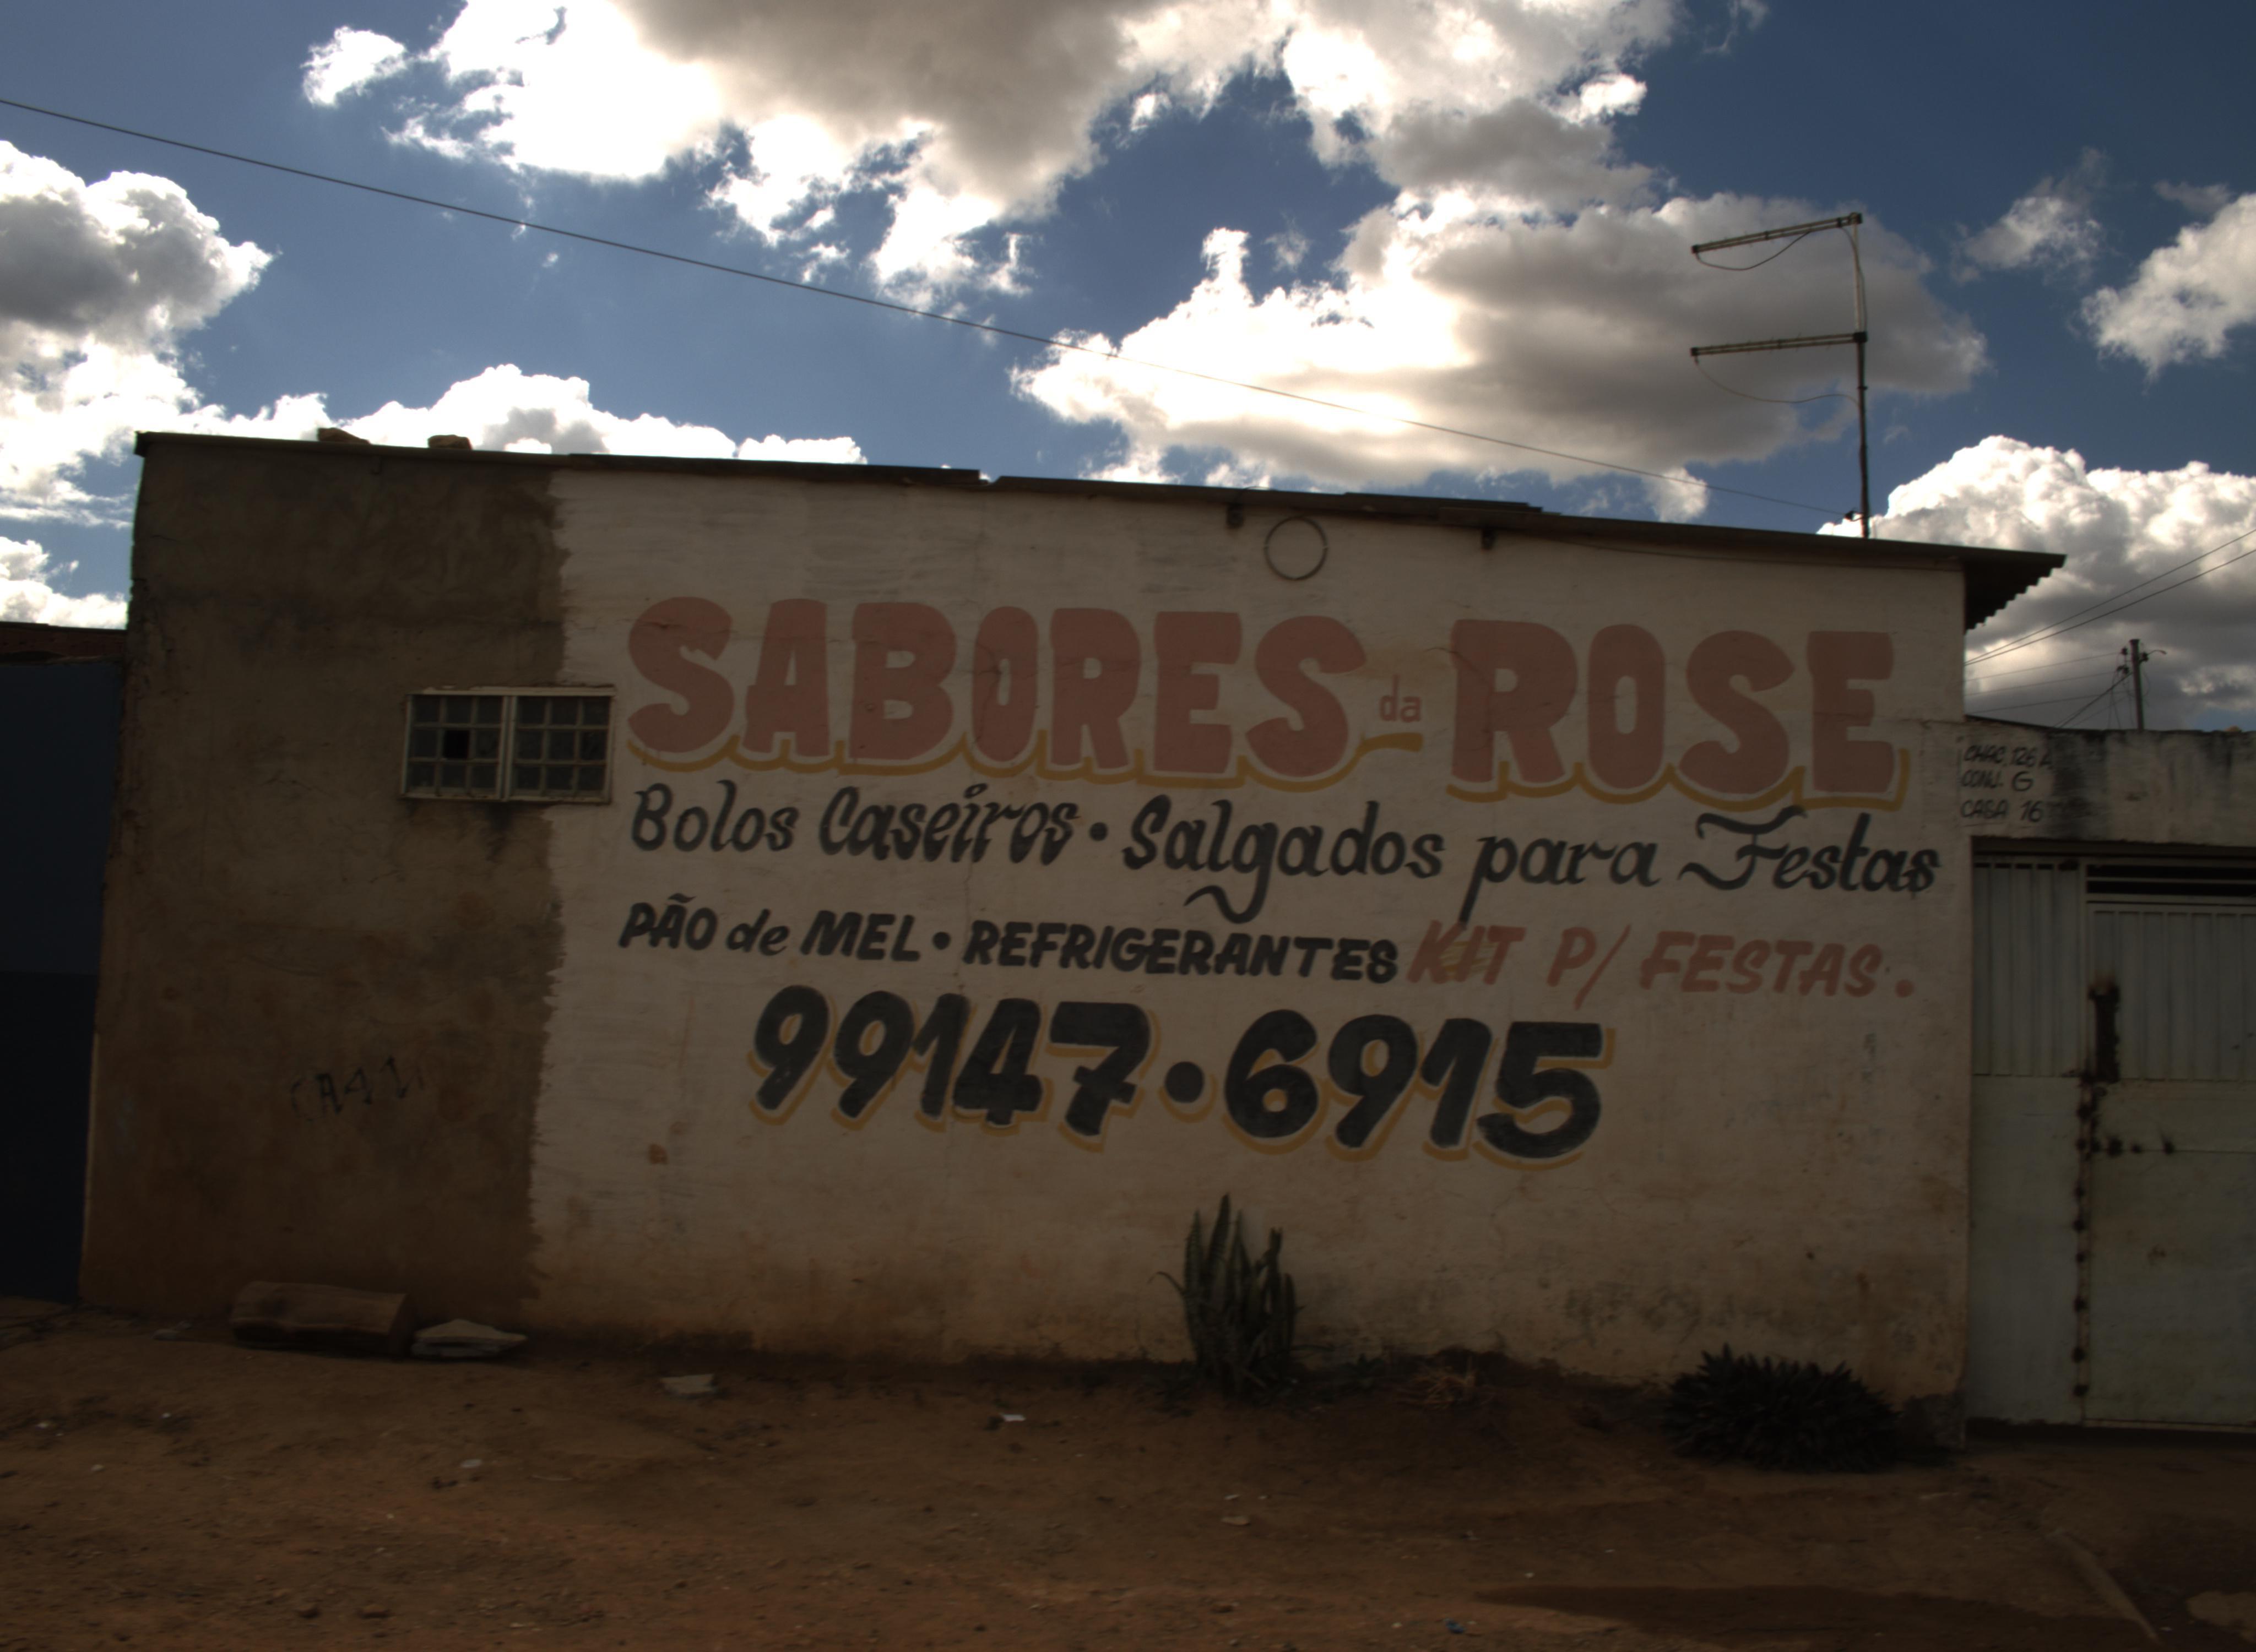 SABORES da ROSE
Bolos Caseiros • Salgados para Festas
PÃO de MEL • REFRIGERANTES KIT P/ FESTAS.
99147•6915
CHAC. 126 A
CONJ. G
CASA 16